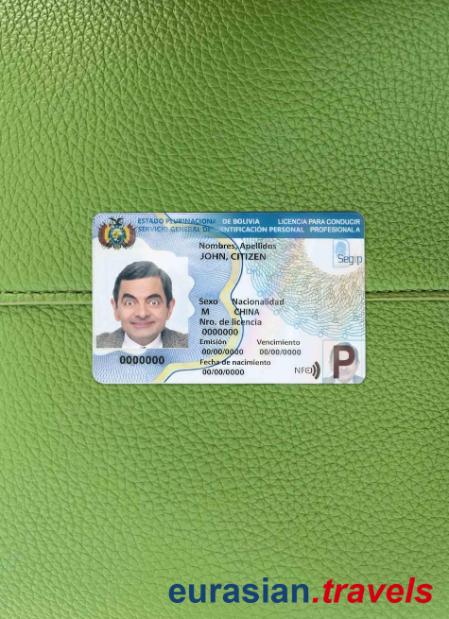 ESTADO PLURINACIONAL DE BOLIVIA LICENCIA PARA CONDUCIR
SERVICIO GENERAL DE IDENTIFICACIÓN PERSONAL PROFESIONAL A
Nombres, Apellidos
JOHN, CITIZEN
Segip
Sexo Nacionalidad
M CHINA
Nro. de licencia
0000000
Emisión Vencimiento
00/00/0000 00/00/0000
0000000
Fecha de nacimiento
00/00/0000
NFC
P
eurasian.travels